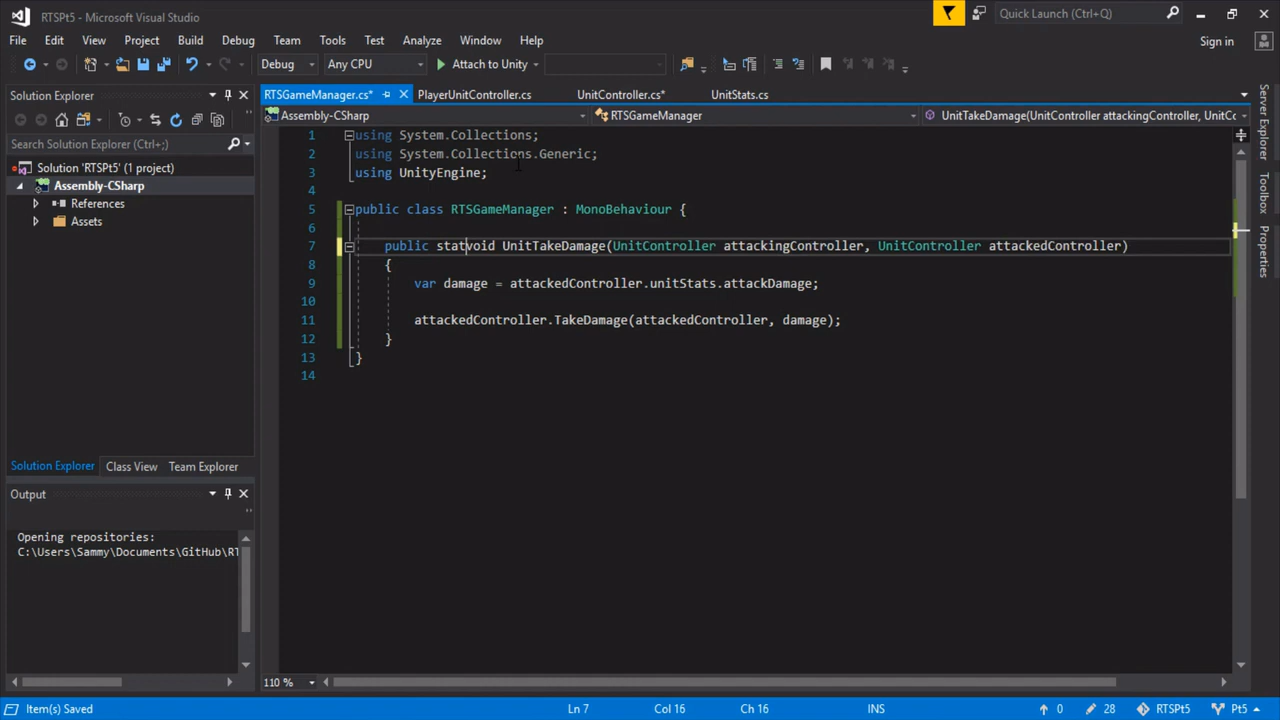 RTSPt5 - Microsoft Visual Studio
Quick Launch (Ctrl+Q)
File Edit View Project Build Debug Team Tools Test Analyze Window Help
Sign in
Debug Any CPU Attach to Unity
Solution Explorer
RTSGameManager.cs* PlayerUnitController.cs UnitController.cs* UnitStats.cs
Assembly-CSharp RTSGameManager UnitTakeDamage(UnitController attackingController, UnitCo
Search Solution Explorer (Ctrl+;)
Solution 'RTSPt5' (1 project)
Assembly-CSharp
References
Assets
Solution Explorer Class View Team Explorer
Output
Opening repositories:
C:\Users\Sammy\Documents\GitHub\RT
1 using System.Collections;
2 using System.Collections.Generic;
3 using UnityEngine;
4
5 public class RTSGameManager : MonoBehaviour {
6
7 public statvoid UnitTakeDamage(UnitController attackingController, UnitController attackedController)
8 {
9 var damage = attackedController.unitStats.attackDamage;
10
11 attackedController.TakeDamage(attackedController, damage);
12 }
13 }
14
Server Explorer
Toolbox
Properties
110 %
Item(s) Saved Ln 7 Col 16 Ch 16 INS 0 28 RTSPt5 Pt5